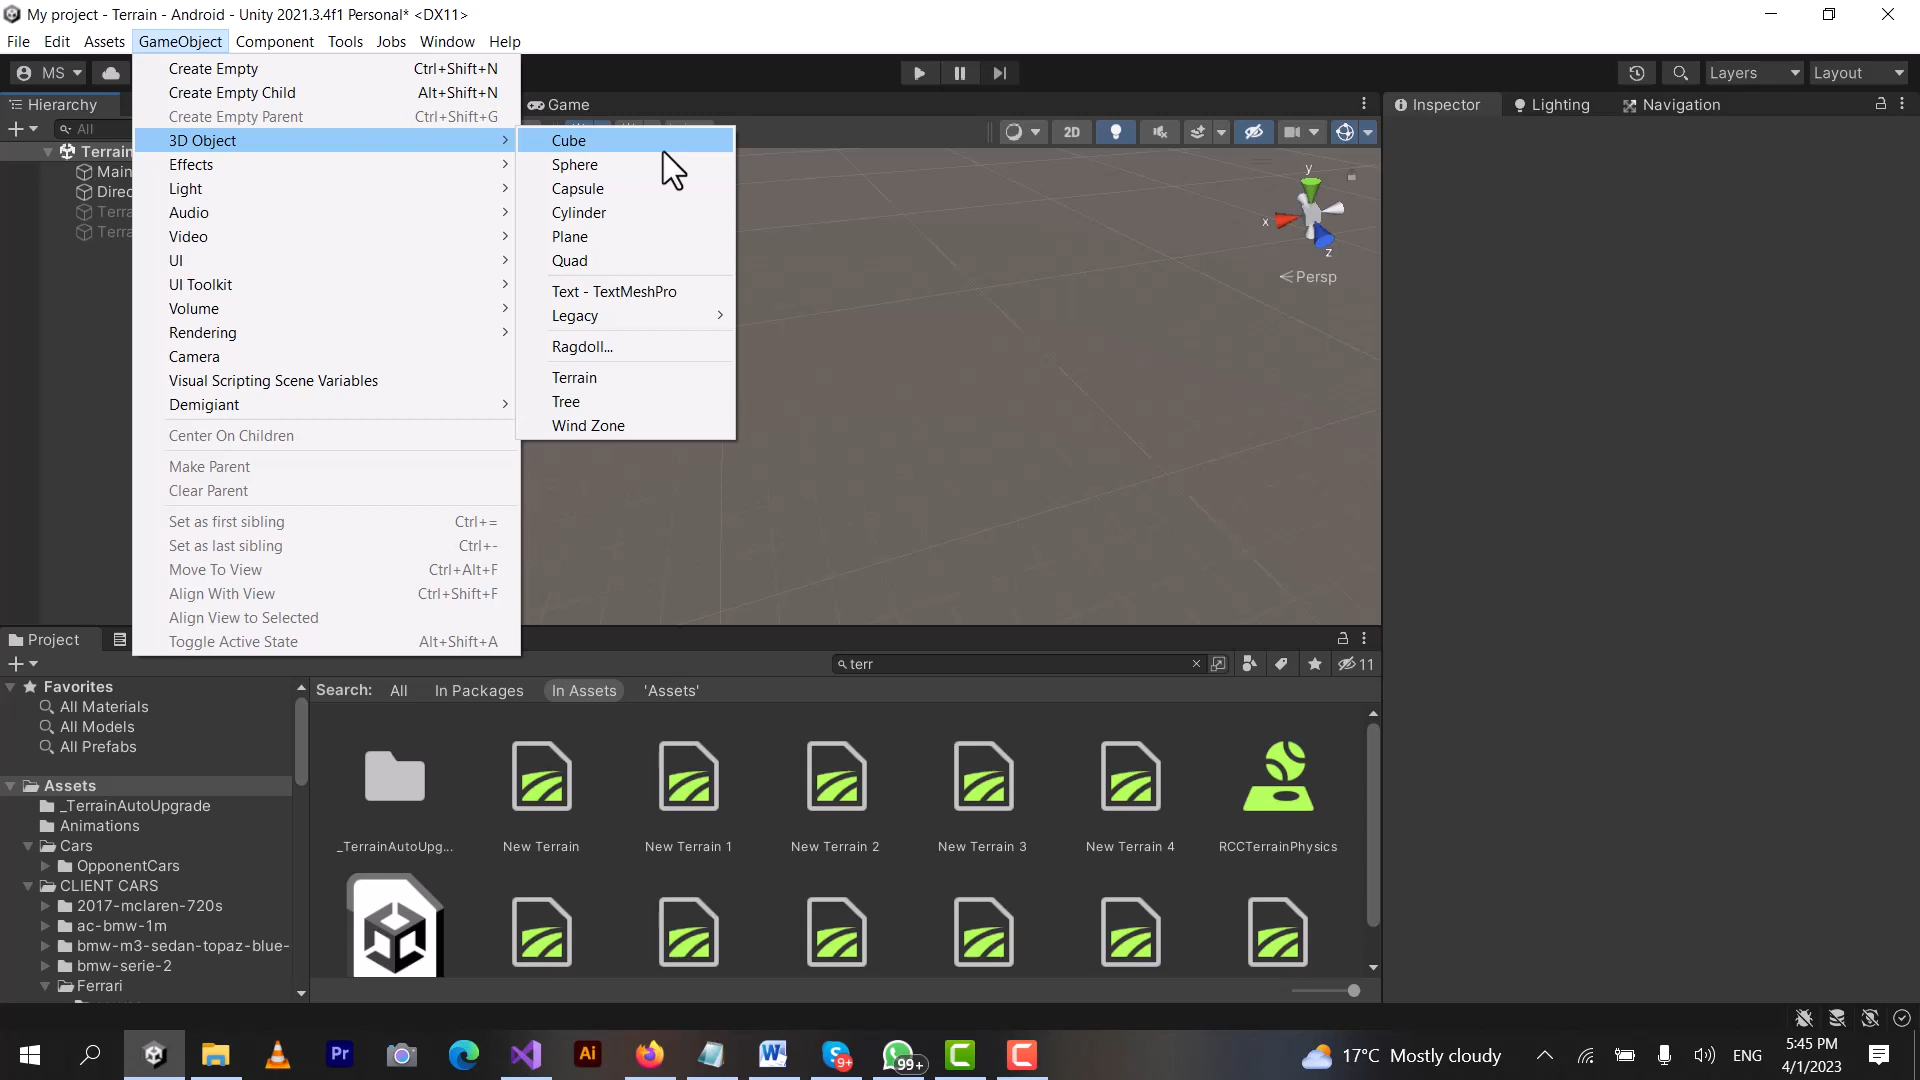 My project - Terrain - Android - Unity 2021.3.4f1 Personal* <DX11>
File Edit Assets GameObject Component Tools Jobs Window Help
MS
Layers
Layout
Hierarchy
Game
Inspector
Lighting
Navigation
All
2D
Terrain
Main
Direc
Terra
Terra
Create Empty Ctrl+Shift+N
Create Empty Child Alt+Shift+N
Create Empty Parent Ctrl+Shift+G
3D Object
Effects
Light
Audio
Video
UI
UI Toolkit
Volume
Rendering
Camera
Visual Scripting Scene Variables
Demigiant
Center On Children
Make Parent
Clear Parent
Set as first sibling Ctrl+=
Set as last sibling Ctrl+-
Move To View Ctrl+Alt+F
Align With View Ctrl+Shift+F
Align View to Selected
Toggle Active State Alt+Shift+A
Cube
Sphere
Capsule
Cylinder
Plane
Quad
Text - TextMeshPro
Legacy
Ragdoll...
Terrain
Tree
Wind Zone
y
x
z
Persp
Project
terr
11
Favorites
All Materials
All Models
All Prefabs
Assets
_TerrainAutoUpgrade
Animations
Cars
OpponentCars
CLIENT CARS
2017-mclaren-720s
ac-bmw-1m
bmw-m3-sedan-topaz-blue-
bmw-serie-2
Ferrari
Search: All In Packages In Assets 'Assets'
_TerrainAutoUpg...
New Terrain
New Terrain 1
New Terrain 2
New Terrain 3
New Terrain 4
RCCTerrainPhysics
Pr
Ai
9+
99+
17°C Mostly cloudy
ENG
5:45 PM
4/1/2023